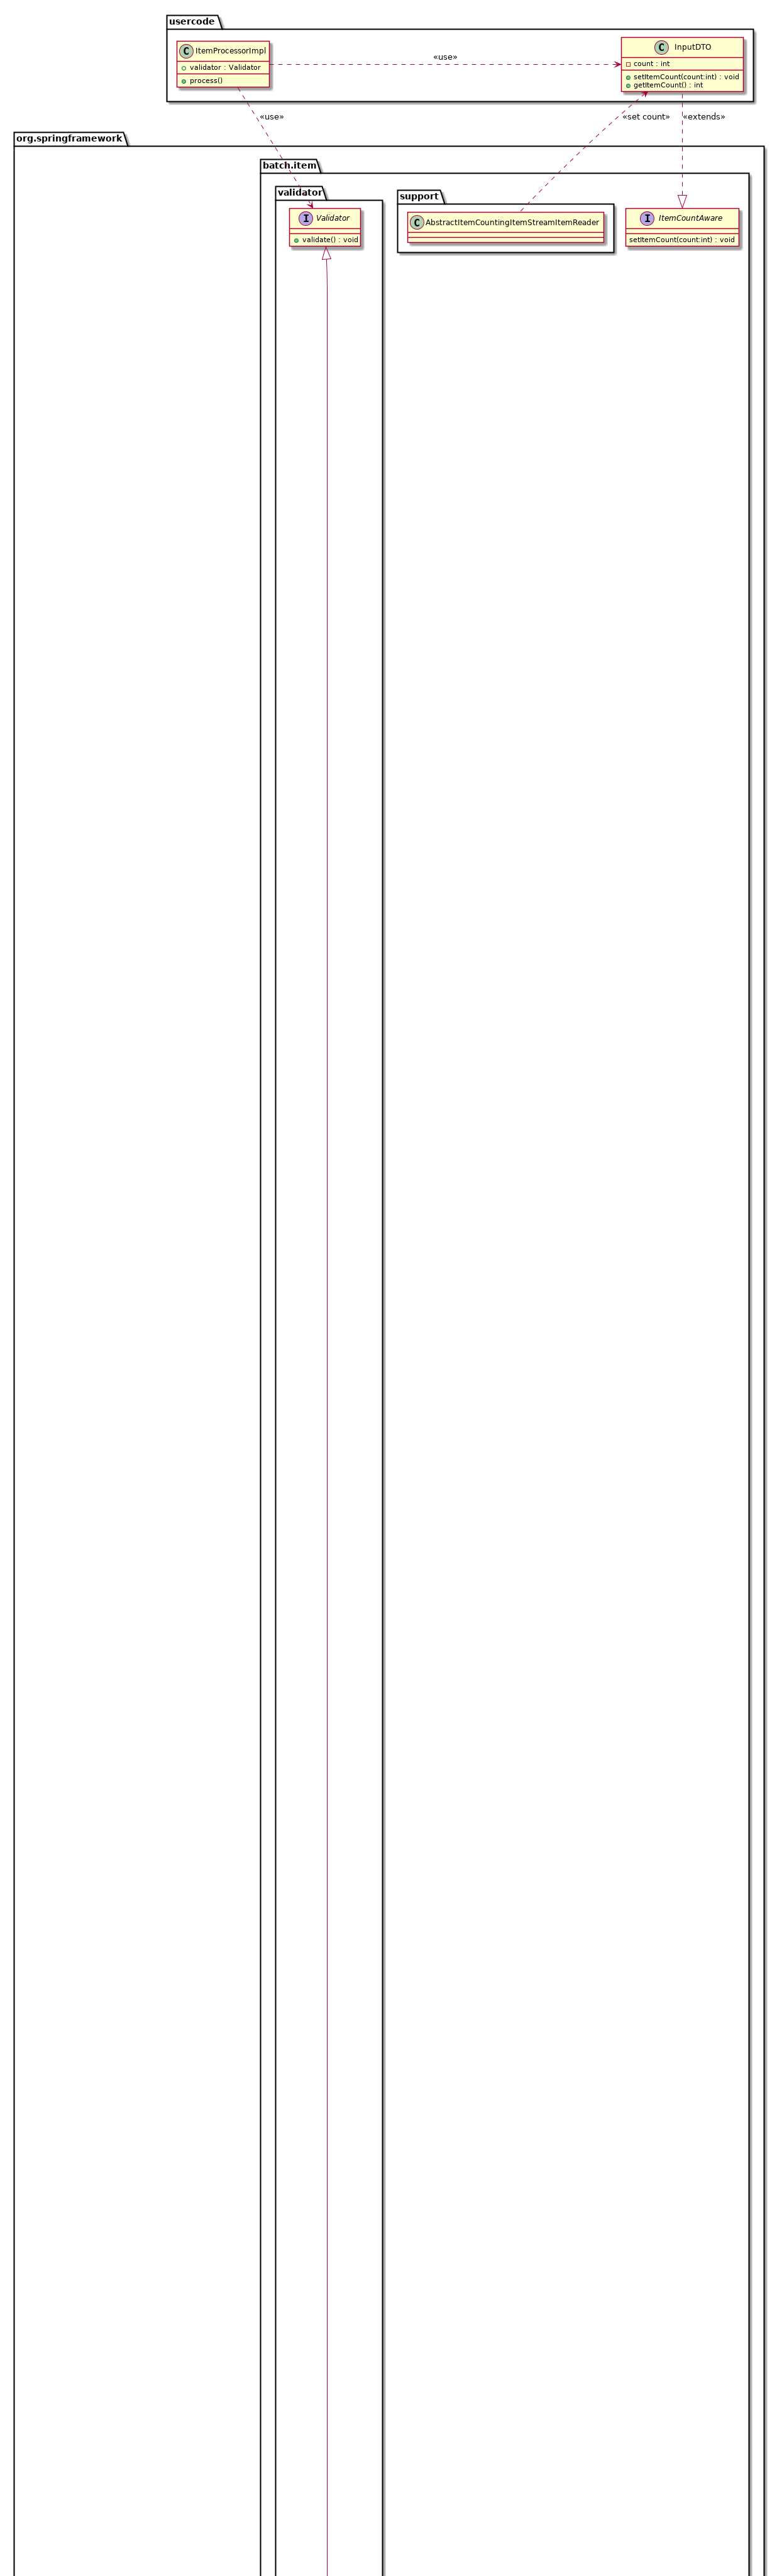 usercode
C ItemProcessorImpl
validator : Validator
process()
«use»
C InputDTO
count : int
setItemCount(count:int) : void
getItemCount() : int
«use»
«set count»
«extends»
org.springframework
batch.item
validator
I Validator
validate() : void
support
C AbstractItemCountingItemStreamItemReader
I ItemCountAware
setItemCount(count:int) : void